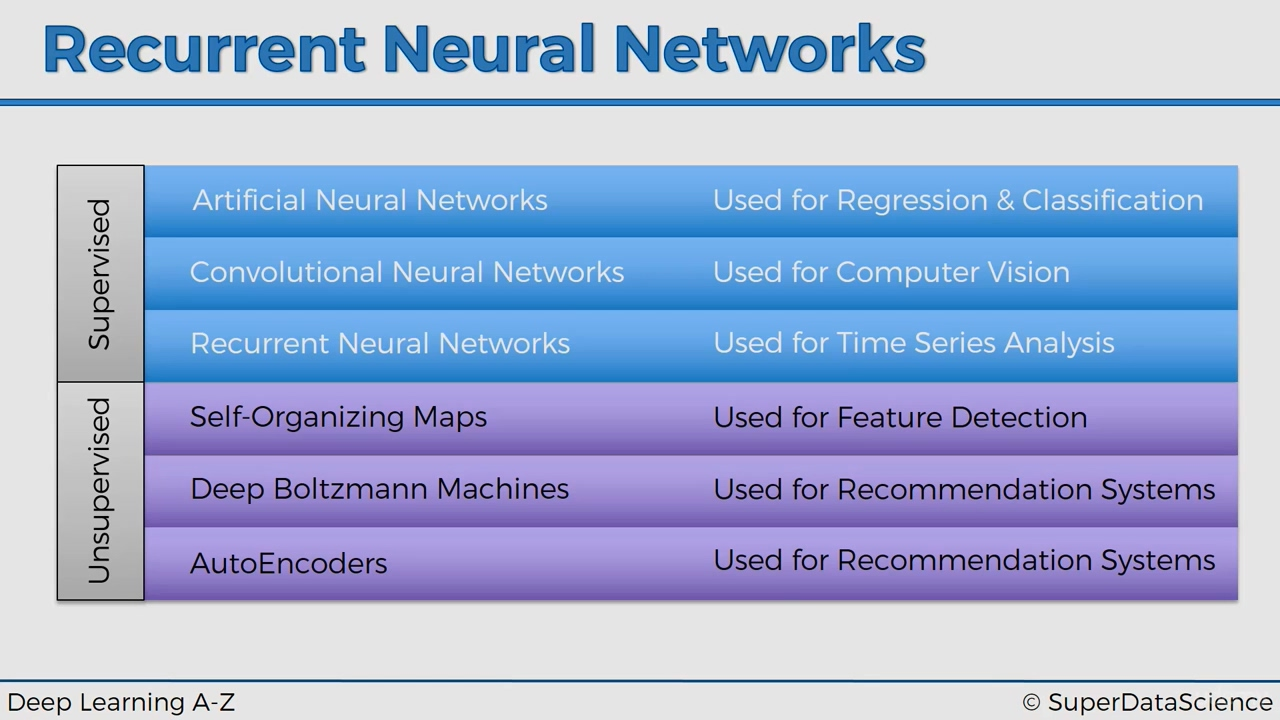 Recurrent Neural Networks
Supervised
Artificial Neural Networks Used for Regression & Classification
Convolutional Neural Networks Used for Computer Vision
Recurrent Neural Networks Used for Time Series Analysis
Unsupervised
Self-Organizing Maps Used for Feature Detection
Deep Boltzmann Machines Used for Recommendation Systems
AutoEncoders Used for Recommendation Systems
Deep Learning A-Z © SuperDataScience